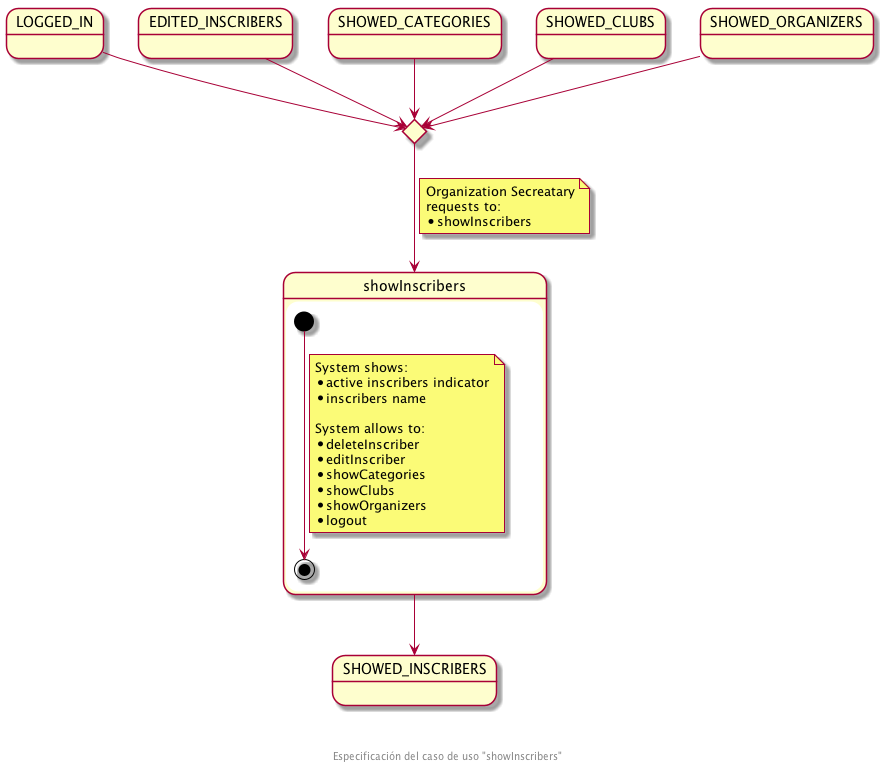 LOGGED_IN
EDITED_INSCRIBERS
SHOWED_CATEGORIES
SHOWED_CLUBS
SHOWED_ORGANIZERS
Organization Secreatary
requests to:
• showInscribers
showInscribers
System shows:
• active inscribers indicator
• inscribers name
System allows to:
• deleteInscriber
• editInscriber
• showCategories
• showClubs
• showOrganizers
• logout
SHOWED_INSCRIBERS
Especificación del caso de uso "showInscribers"